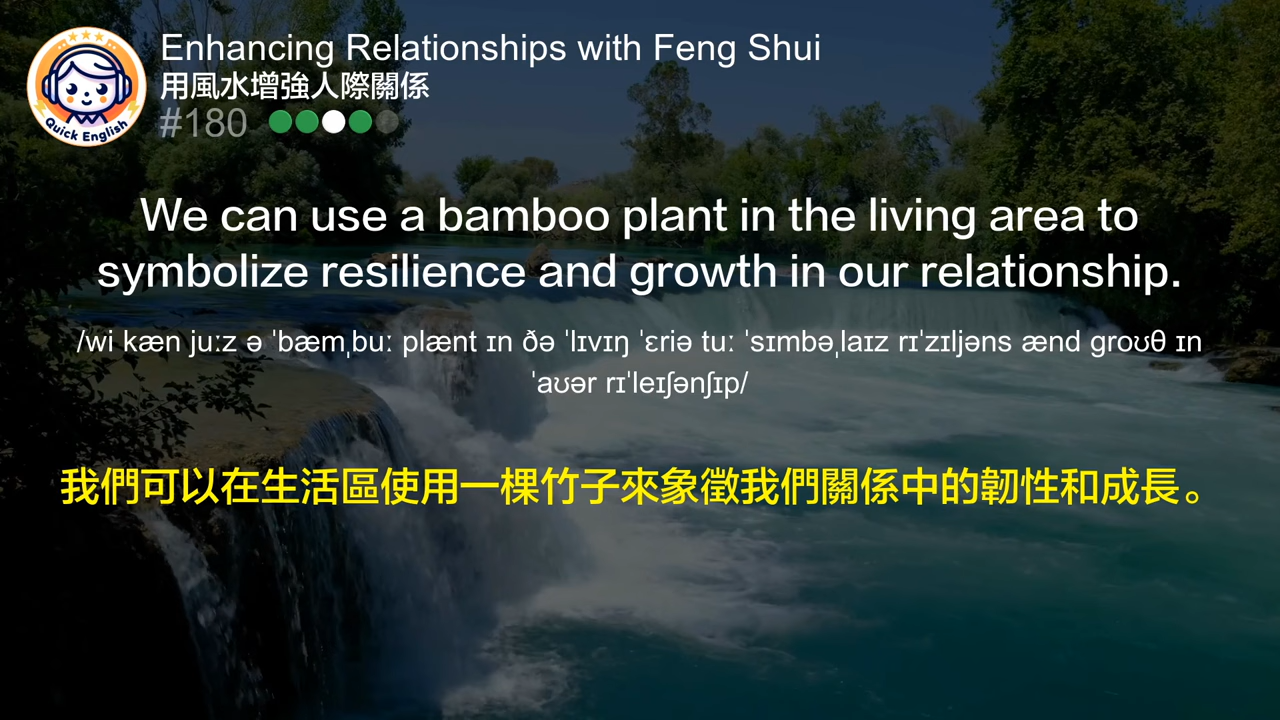 Enhancing Relationships with Feng Shui
用風水增強人際關係
#180
Quick English
We can use a bamboo plant in the living area to
symbolize resilience and growth in our relationship.
/wi kæn juːz ə ˈbæmˌbuː plænt ɪn ðə ˈlɪvɪŋ ˈɛriə tuː ˈsɪmbəˌlaɪz rɪˈzɪljəns ænd groʊθ ɪn
ˈaʊər rɪˈleɪʃənʃɪp/
我們可以在生活區使用一棵竹子來象徵我們關係中的韌性和成長。